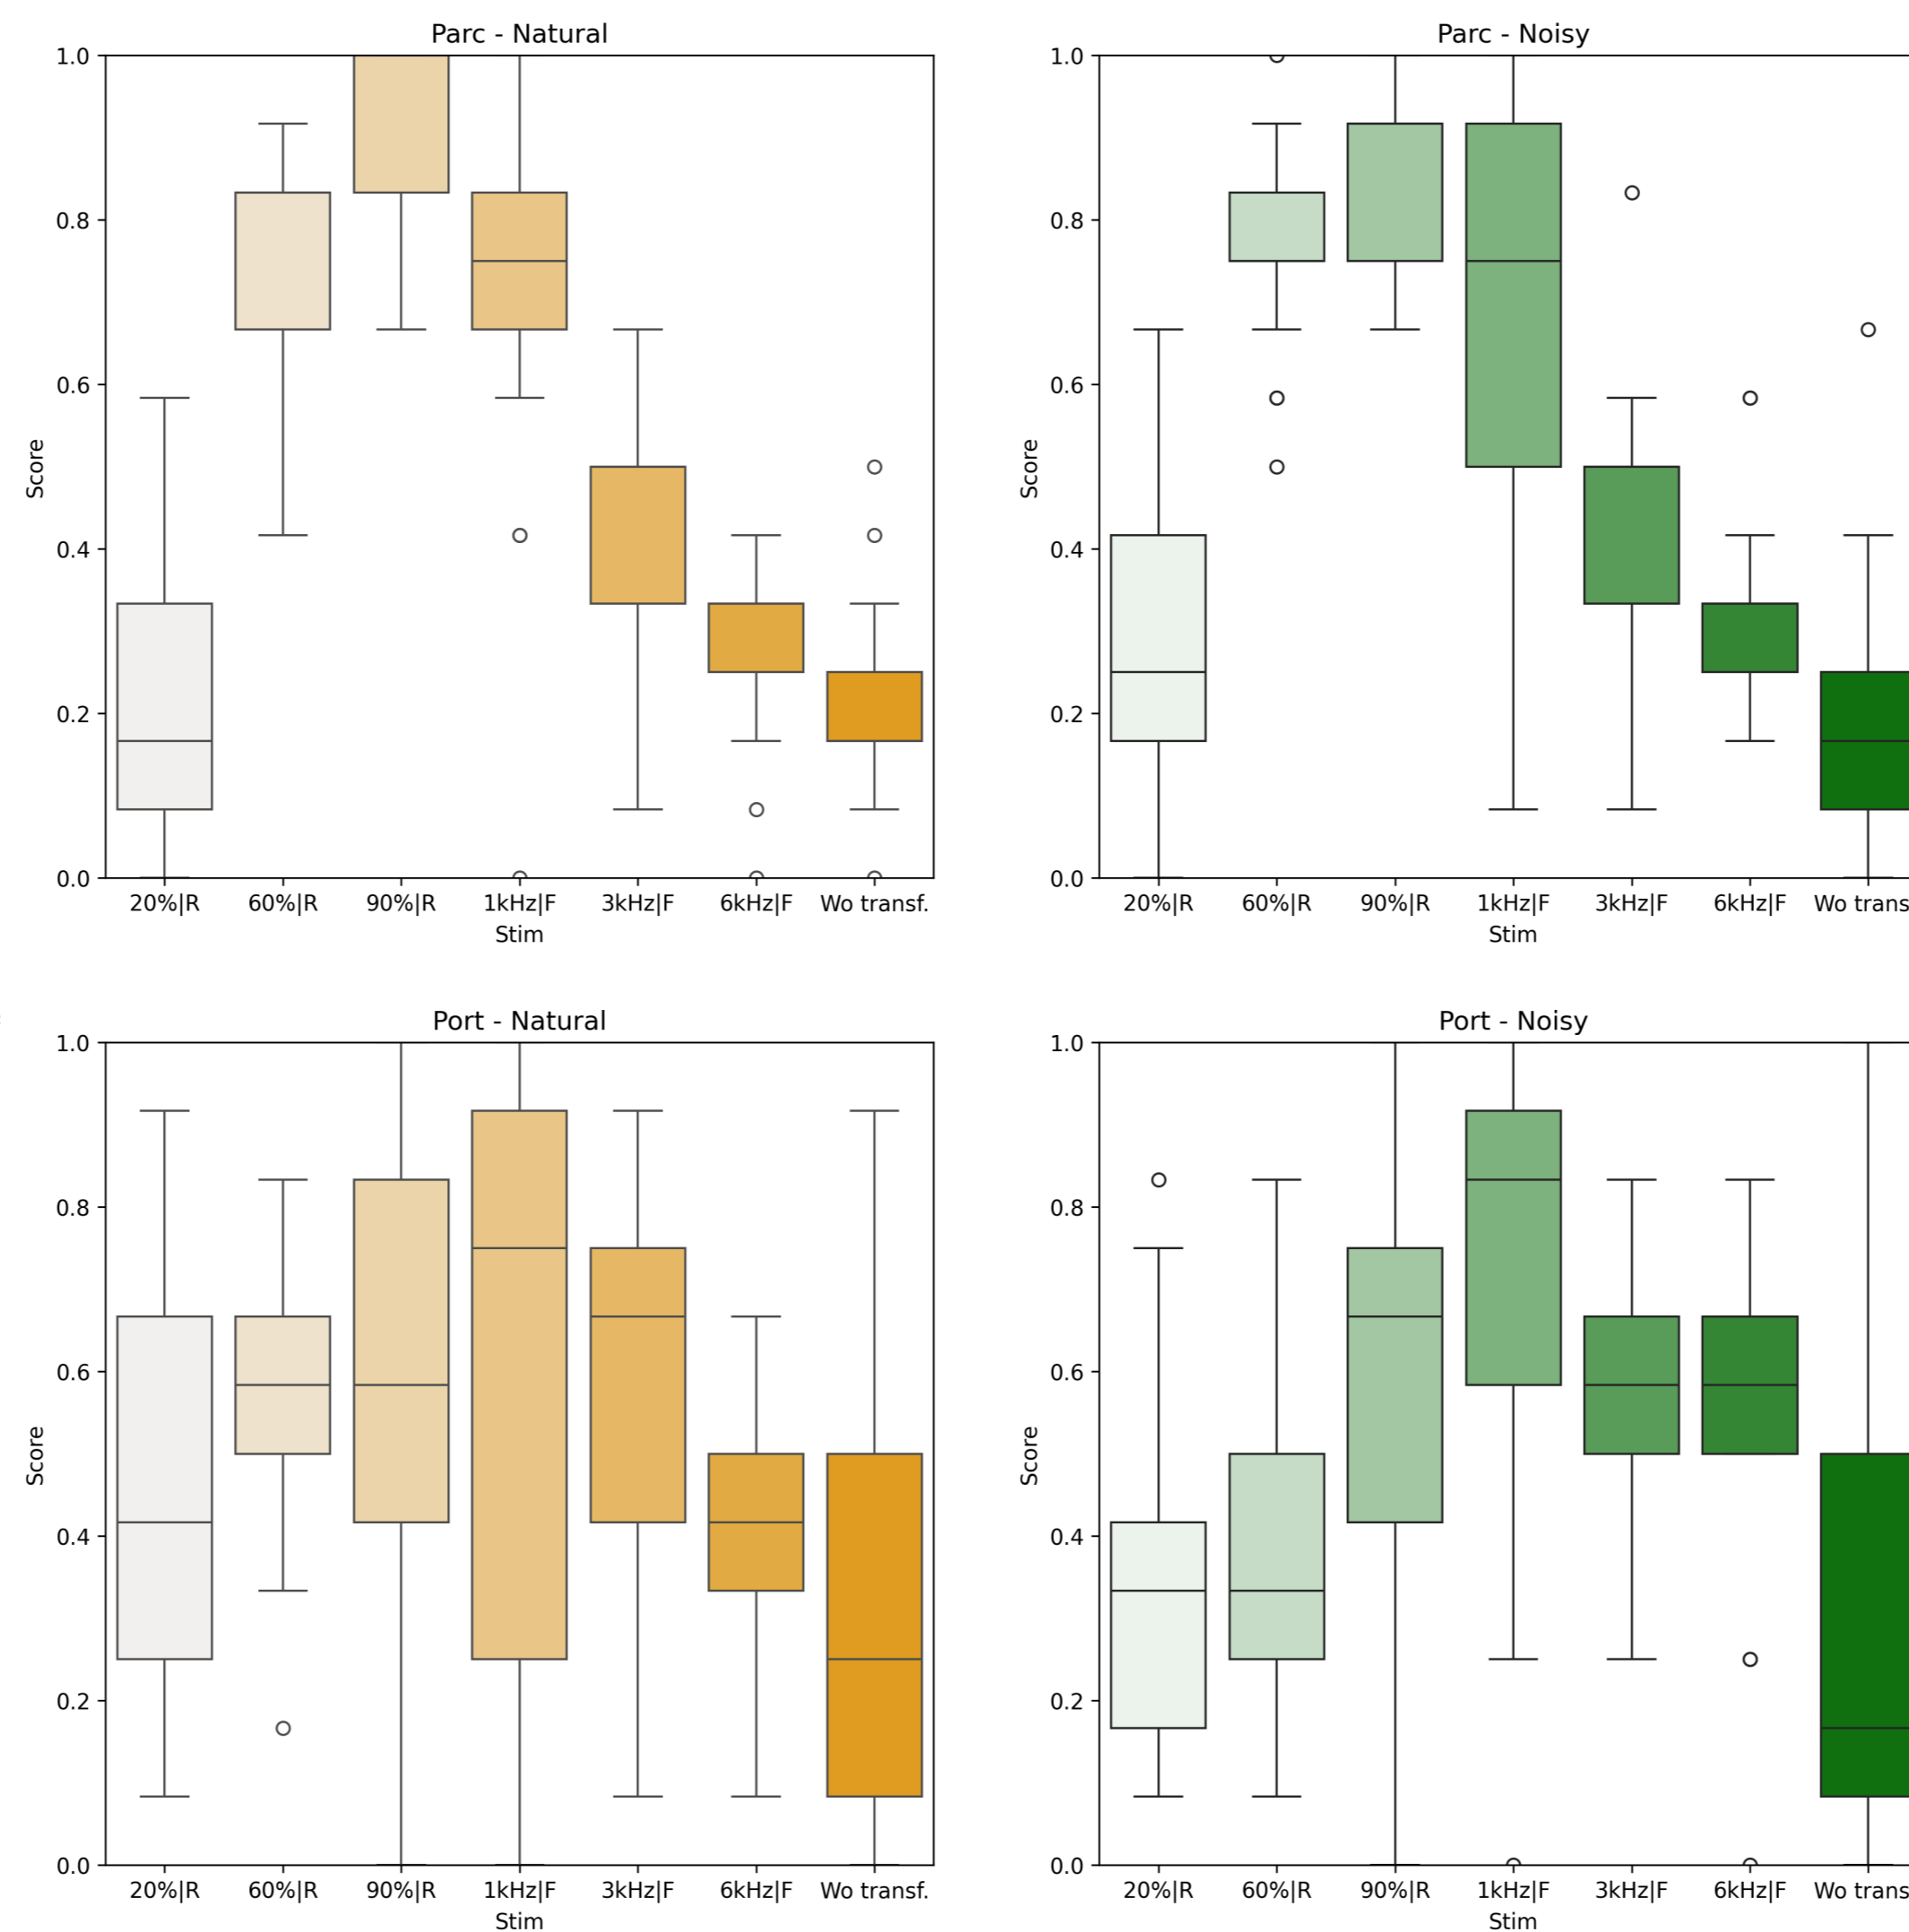 Parc - Natural
1.0
0.8
0.6
0.4
0.2
0.0
Score
20%|R 60%|R 90%|R 1kHz|F 3kHz|F 6kHz|F Wo transf.
Stim
Parc - Noisy
1.0
0.8
0.6
0.4
0.2
0.0
Score
20%|R 60%|R 90%|R 1kHz|F 3kHz|F 6kHz|F Wo trans
Stim
Port - Natural
1.0
0.8
0.6
0.4
0.2
0.0
Score
20%|R 60%|R 90%|R 1kHz|F 3kHz|F 6kHz|F Wo transf.
Stim
Port - Noisy
1.0
0.8
0.6
0.4
0.2
0.0
Score
20%|R 60%|R 90%|R 1kHz|F 3kHz|F 6kHz|F Wo trans
Stim